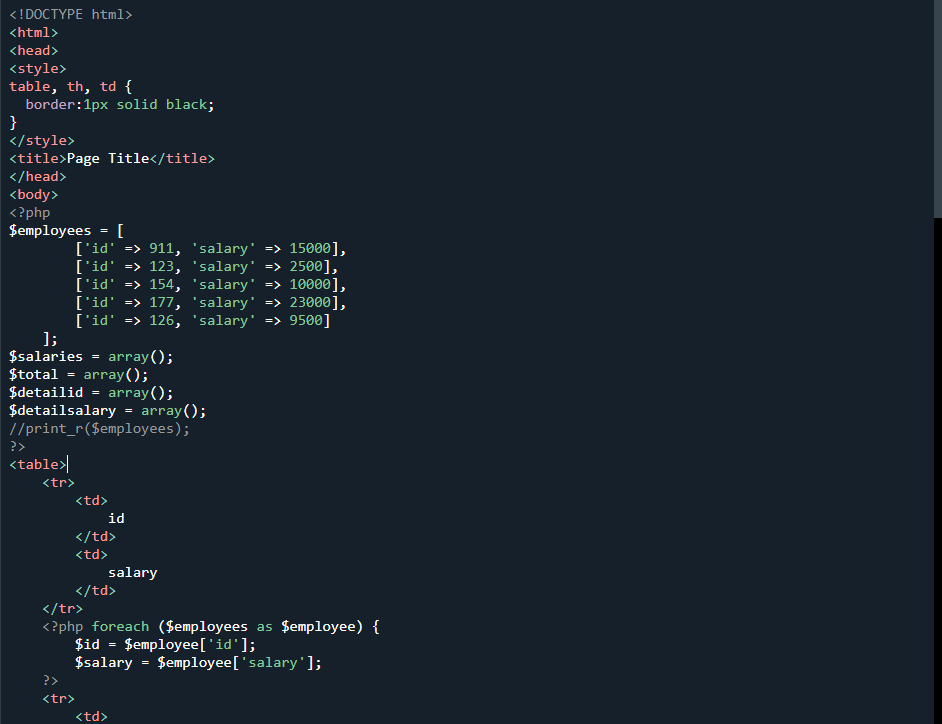 <!DOCTYPE html>
<html>
<head>
<style>
table, th, td {
  border:1px solid black;
}
</style>
<title>Page Title</title>
</head>
<body>
<?php
$employees = [
        ['id' => 911, 'salary' => 15000],
        ['id' => 123, 'salary' => 2500],
        ['id' => 154, 'salary' => 10000],
        ['id' => 177, 'salary' => 23000],
        ['id' => 126, 'salary' => 9500]
    ];
$salaries = array();
$total = array();
$detailid = array();
$detailsalary = array();
//print_r($employees);
?>
<table>
    <tr>
        <td>
            id
        </td>
        <td>
            salary
        </td>
    </tr>
    <?php foreach ($employees as $employee) {
        $id = $employee['id'];
        $salary = $employee['salary'];
    ?>
    <tr>
        <td>